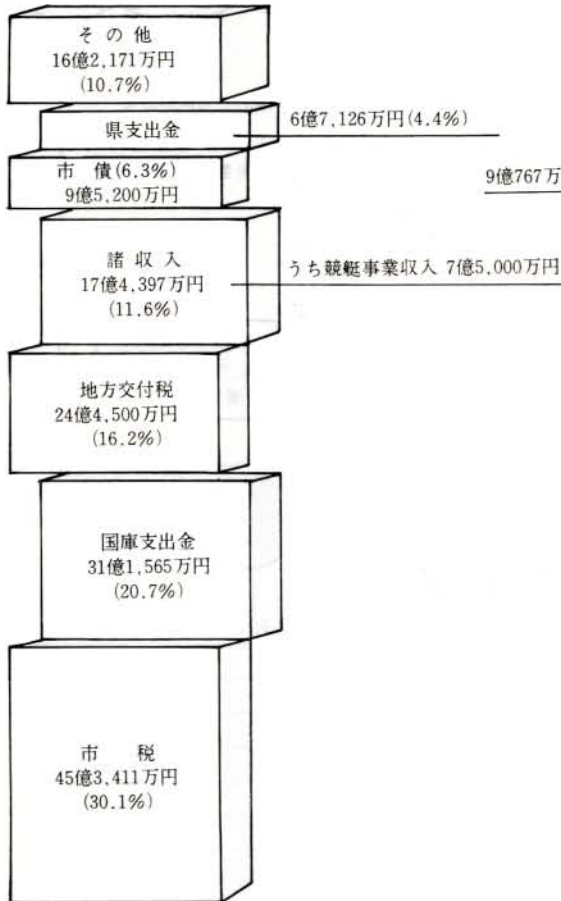 その他
16億2,171万円
(10.7%)
県支出金
6億7,126万円(4.4%)
市債(6.3%)
9億5,200万円
9億767万
諸収入
17億4,397万円
(11.6%)
うち競艇事業収入 7億5,000万円
地方交付税
24億4,500万円
(16.2%)
国庫支出金
31億1,565万円
(20.7%)
市税
45億3,411万円
(30.1%)